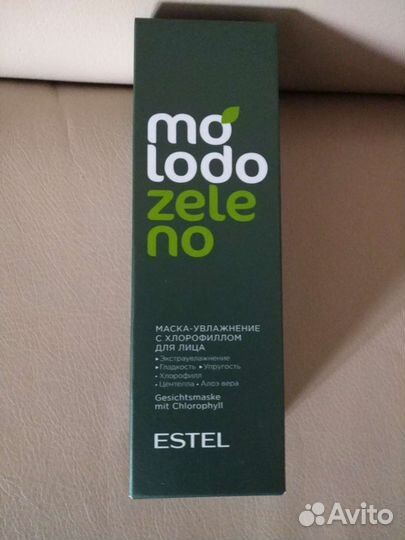 mo
lodo
zele
no
МАСКА-УВЛАЖНЕНИЕ
С ХЛОРОФИЛЛОМ
ДЛЯ ЛИЦА
• Экстраувлажнение
• Гладкость • Упругость
• Хлорофилл
• Центелла • Алоэ вера
Gesichtsmaske
mit Chlorophyll
ESTEL
Avito